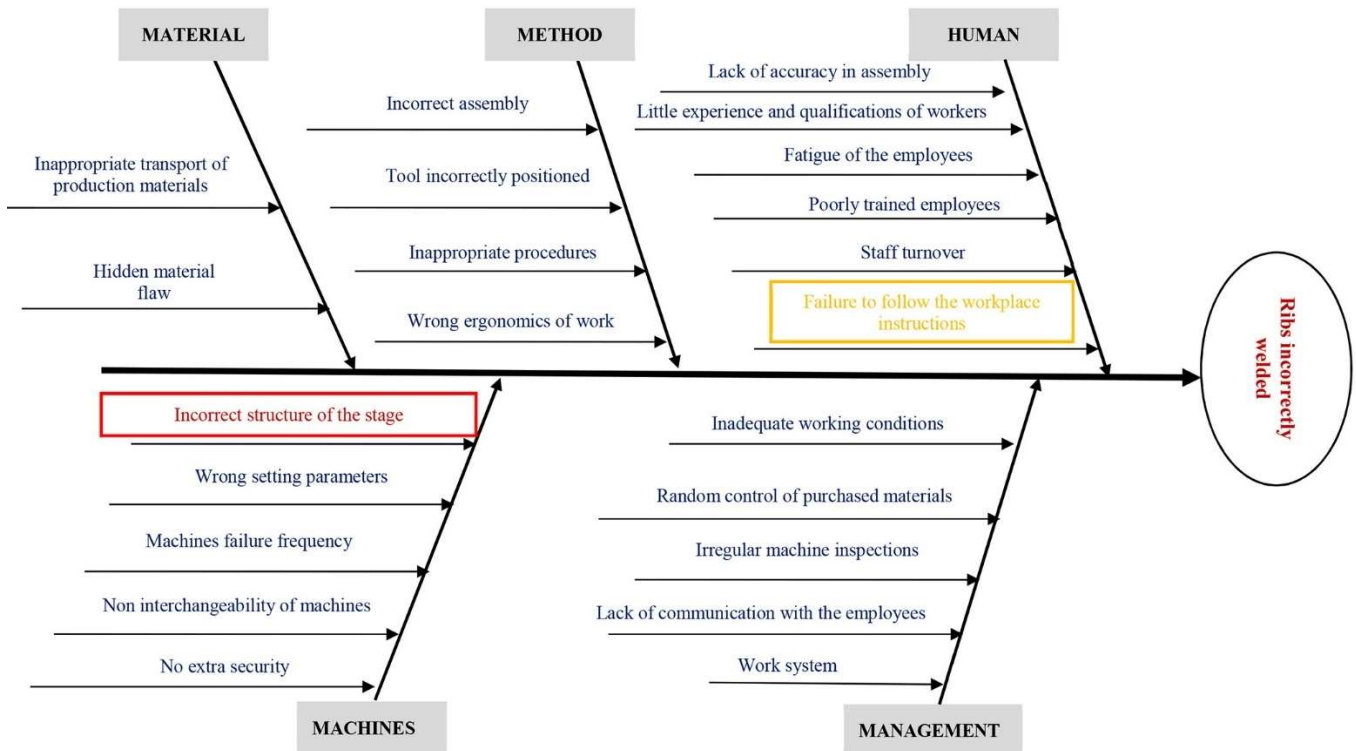 MATERIAL
METHOD
HUMAN
Inappropriate transport of
production materials
Hidden material
flaw
Incorrect assembly
Tool incorrectly positioned
Inappropriate procedures
Wrong ergonomics of work
Lack of accuracy in assembly
Little experience and qualifications of workers
Fatigue of the employees
Poorly trained employees
Staff turnover
Failure to follow the workplace
instructions
Ribs incorrectly
welded
Incorrect structure of the stage
Wrong setting parameters
Machines failure frequency
Non interchangeability of machines
No extra security
Inadequate working conditions
Random control of purchased materials
Irregular machine inspections
Lack of communication with the employees
Work system
MACHINES
MANAGEMENT